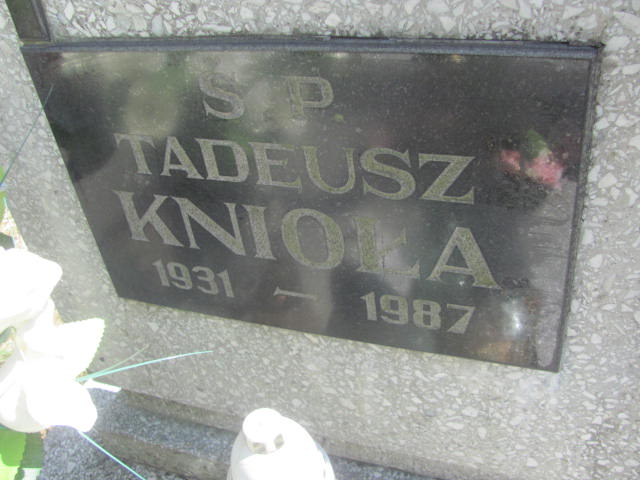 S P
TADEUSZ
KNIOŁA
1931 — 1987